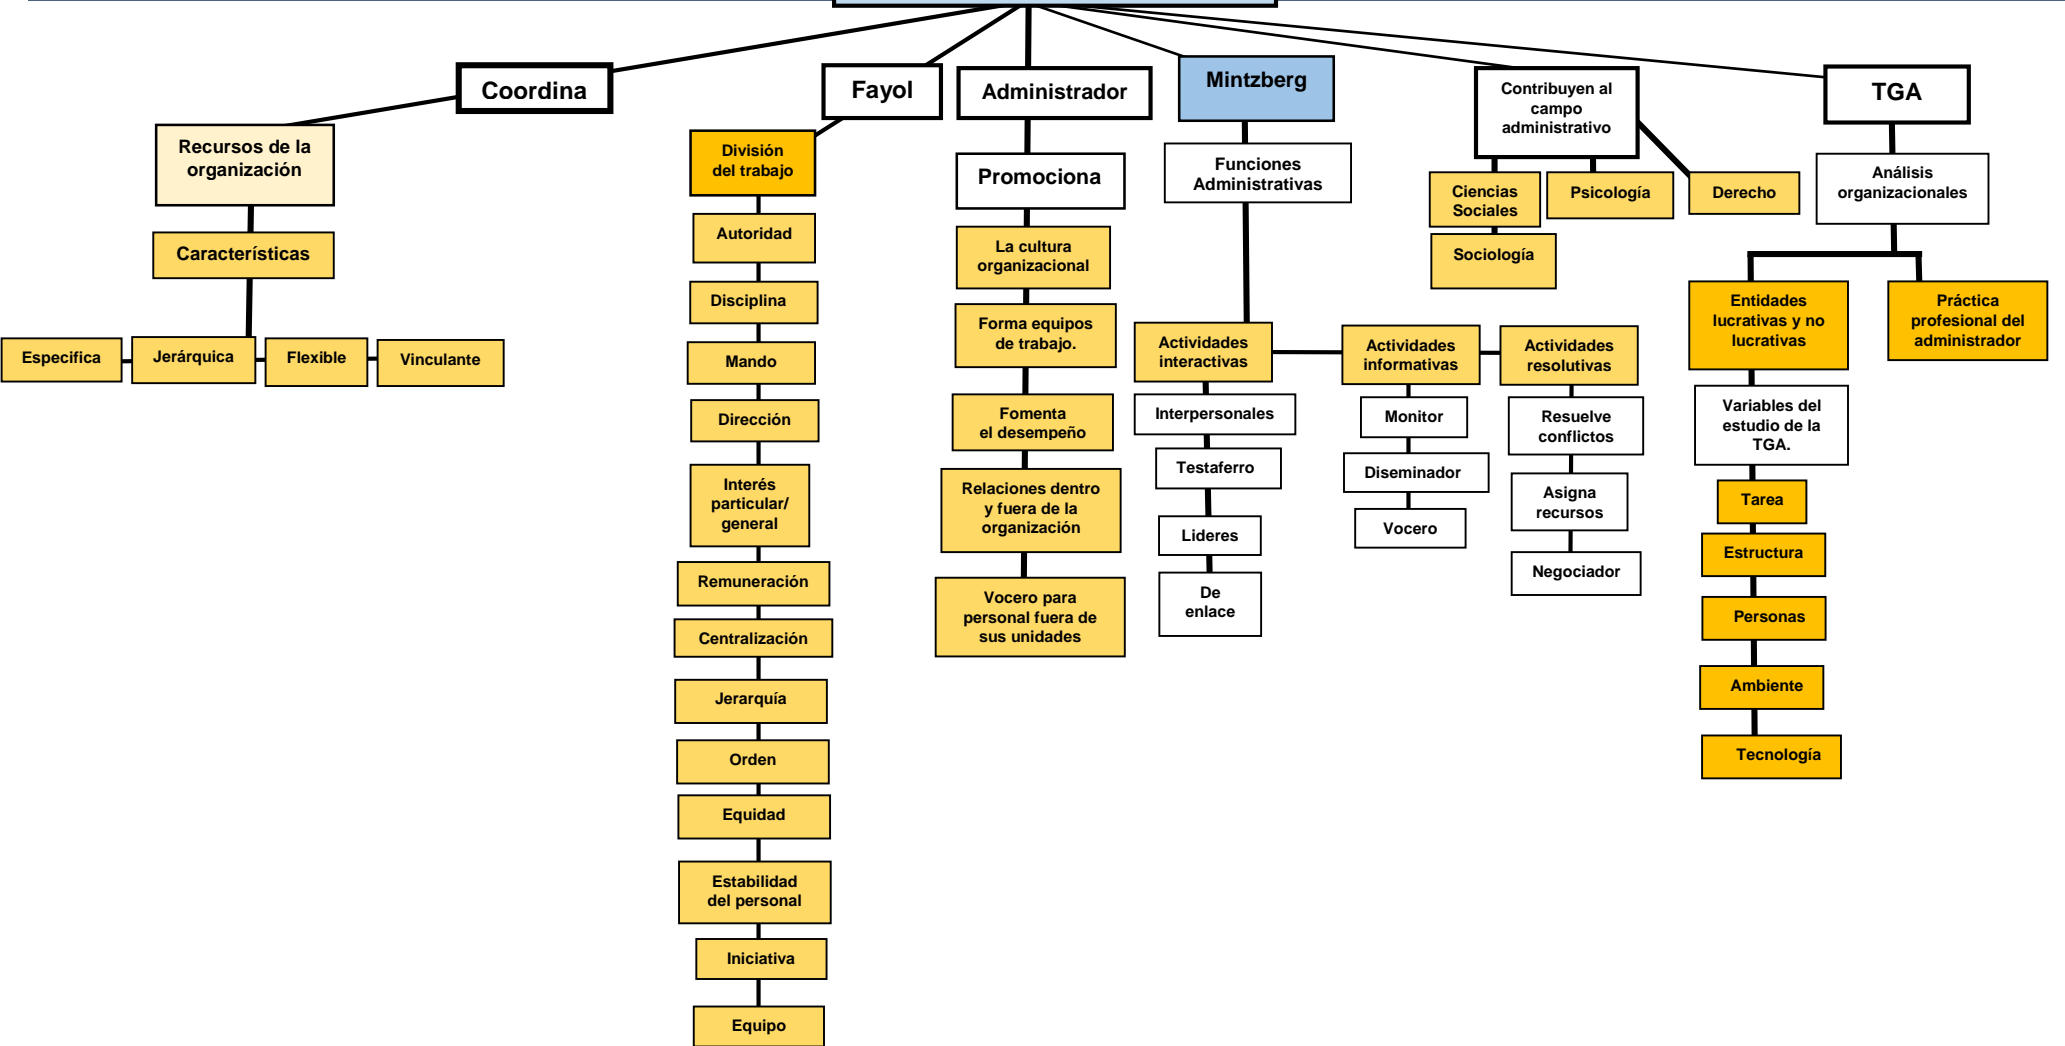 Coordina
Fayol
Administrador
Mintzberg
Contribuyen al
campo
administrativo
TGA
Recursos de la
organización
Características
Especifica
Jerárquica
Flexible
Vinculante
División
del trabajo
Autoridad
Disciplina
Mando
Dirección
Interés
particular/
general
Remuneración
Centralización
Jerarquía
Orden
Equidad
Estabilidad
del personal
Iniciativa
Equipo
Promociona
La cultura
organizacional
Forma equipos
de trabajo.
Fomenta
el desempeño
Relaciones dentro
y fuera de la
organización
Vocero para
personal fuera de
sus unidades
Funciones
Administrativas
Actividades
interactivas
Interpersonales
Testaferro
Lideres
De
enlace
Actividades
informativas
Monitor
Diseminador
Vocero
Actividades
resolutivas
Resuelve
conflictos
Asigna
recursos
Negociador
Ciencias
Sociales
Sociología
Psicología
Derecho
Análisis
organizacionales
Entidades
lucrativas y no
lucrativas
Práctica
profesional del
administrador
Variables del
estudio de la
TGA.
Tarea
Estructura
Personas
Ambiente
Tecnología